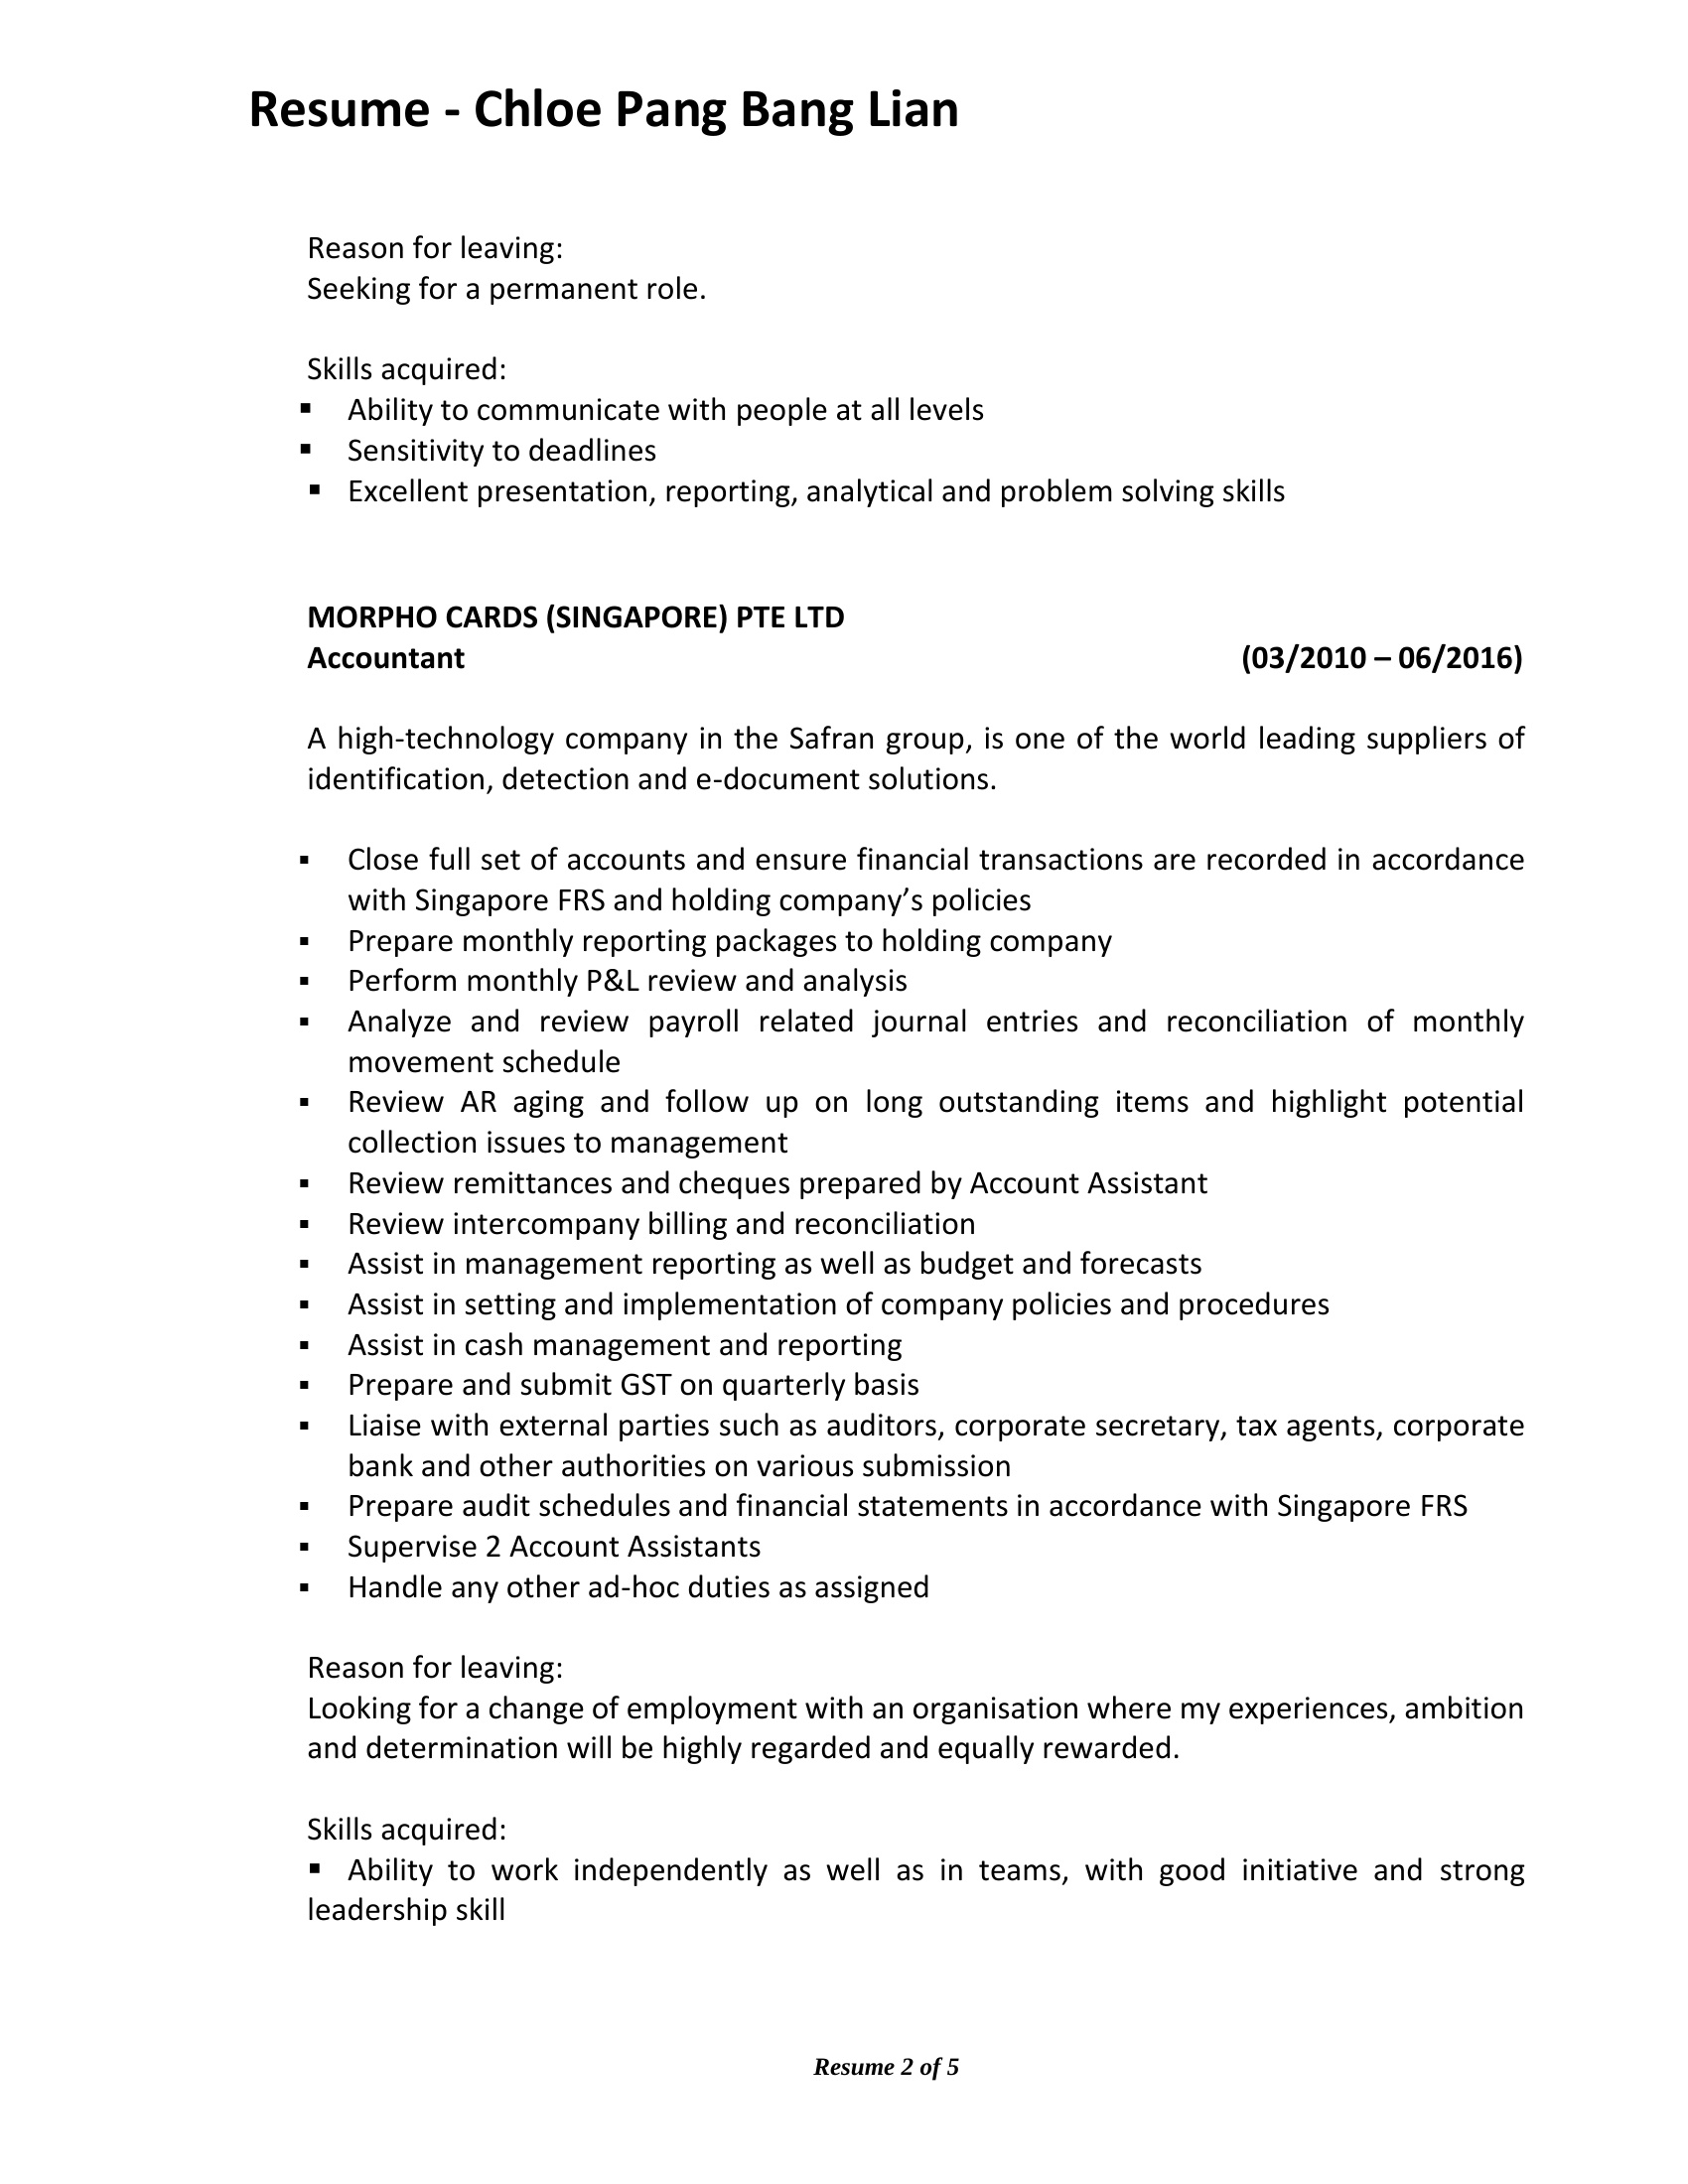 Resume - Chloe Pang Bang Lian
Reason for leaving:
Seeking for a permanent role.
Skills acquired:
▪ Ability to communicate with people at all levels
▪ Sensitivity to deadlines
▪ Excellent presentation, reporting, analytical and problem solving skills
MORPHO CARDS (SINGAPORE) PTE LTD
Accountant (03/2010 – 06/2016)
A high-technology company in the Safran group, is one of the world leading suppliers of
identification, detection and e-document solutions.
▪ Close full set of accounts and ensure financial transactions are recorded in accordance
with Singapore FRS and holding company’s policies
▪ Prepare monthly reporting packages to holding company
▪ Perform monthly P&L review and analysis
▪ Analyze and review payroll related journal entries and reconciliation of monthly
movement schedule
▪ Review AR aging and follow up on long outstanding items and highlight potential
collection issues to management
▪ Review remittances and cheques prepared by Account Assistant
▪ Review intercompany billing and reconciliation
▪ Assist in management reporting as well as budget and forecasts
▪ Assist in setting and implementation of company policies and procedures
▪ Assist in cash management and reporting
▪ Prepare and submit GST on quarterly basis
▪ Liaise with external parties such as auditors, corporate secretary, tax agents, corporate
bank and other authorities on various submission
▪ Prepare audit schedules and financial statements in accordance with Singapore FRS
▪ Supervise 2 Account Assistants
▪ Handle any other ad-hoc duties as assigned
Reason for leaving:
Looking for a change of employment with an organisation where my experiences, ambition
and determination will be highly regarded and equally rewarded.
Skills acquired:
▪ Ability to work independently as well as in teams, with good initiative and strong
leadership skill
Resume 2 of 5